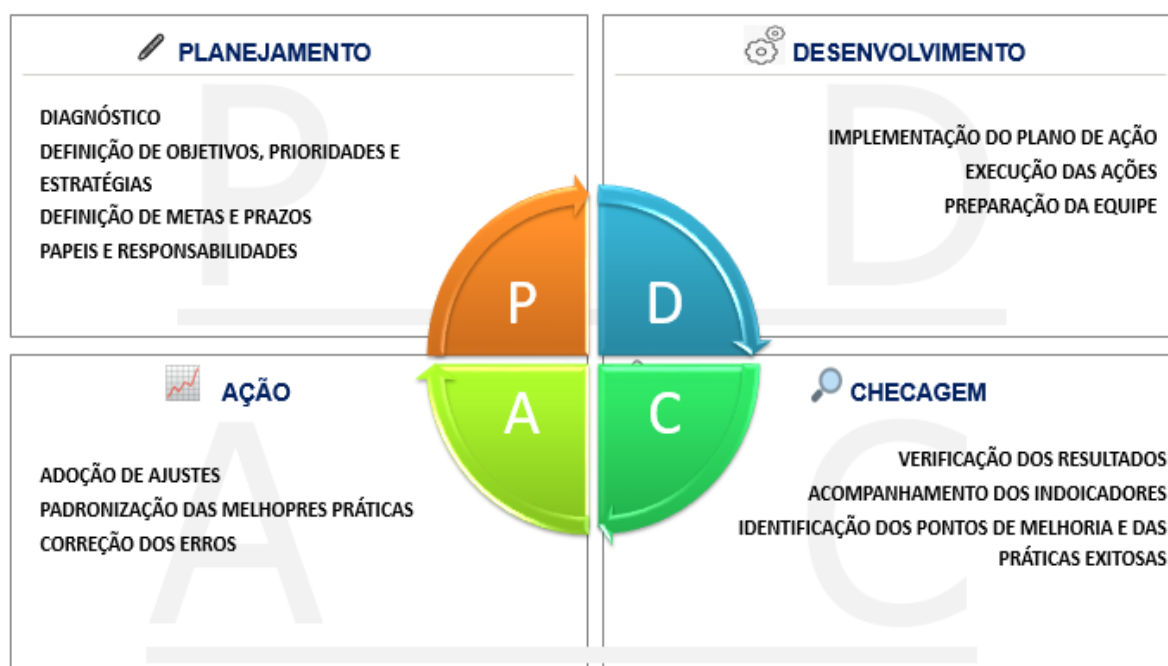 PLANEJAMENTO
DIAGNÓSTICO
DEFINIÇÃO DE OBJETIVOS, PRIORIDADES E
ESTRATÉGIAS
DEFINIÇÃO DE METAS E PRAZOS
PAPEIS E RESPONSABILIDADES
P
DESENVOLVIMENTO
IMPLEMENTAÇÃO DO PLANO DE AÇÃO
EXECUÇÃO DAS AÇÕES
PREPARAÇÃO DA EQUIPE
D
P
D
A
C
AÇÃO
ADOÇÃO DE AJUSTES
PADRONIZAÇÃO DAS MELHOPRES PRÁTICAS
CORREÇÃO DOS ERROS
A
CHECAGEM
VERIFICAÇÃO DOS RESULTADOS
ACOMPANHAMENTO DOS INDOICADORES
IDENTIFICAÇÃO DOS PONTOS DE MELHORIA E DAS
PRÁTICAS EXITOSAS
C